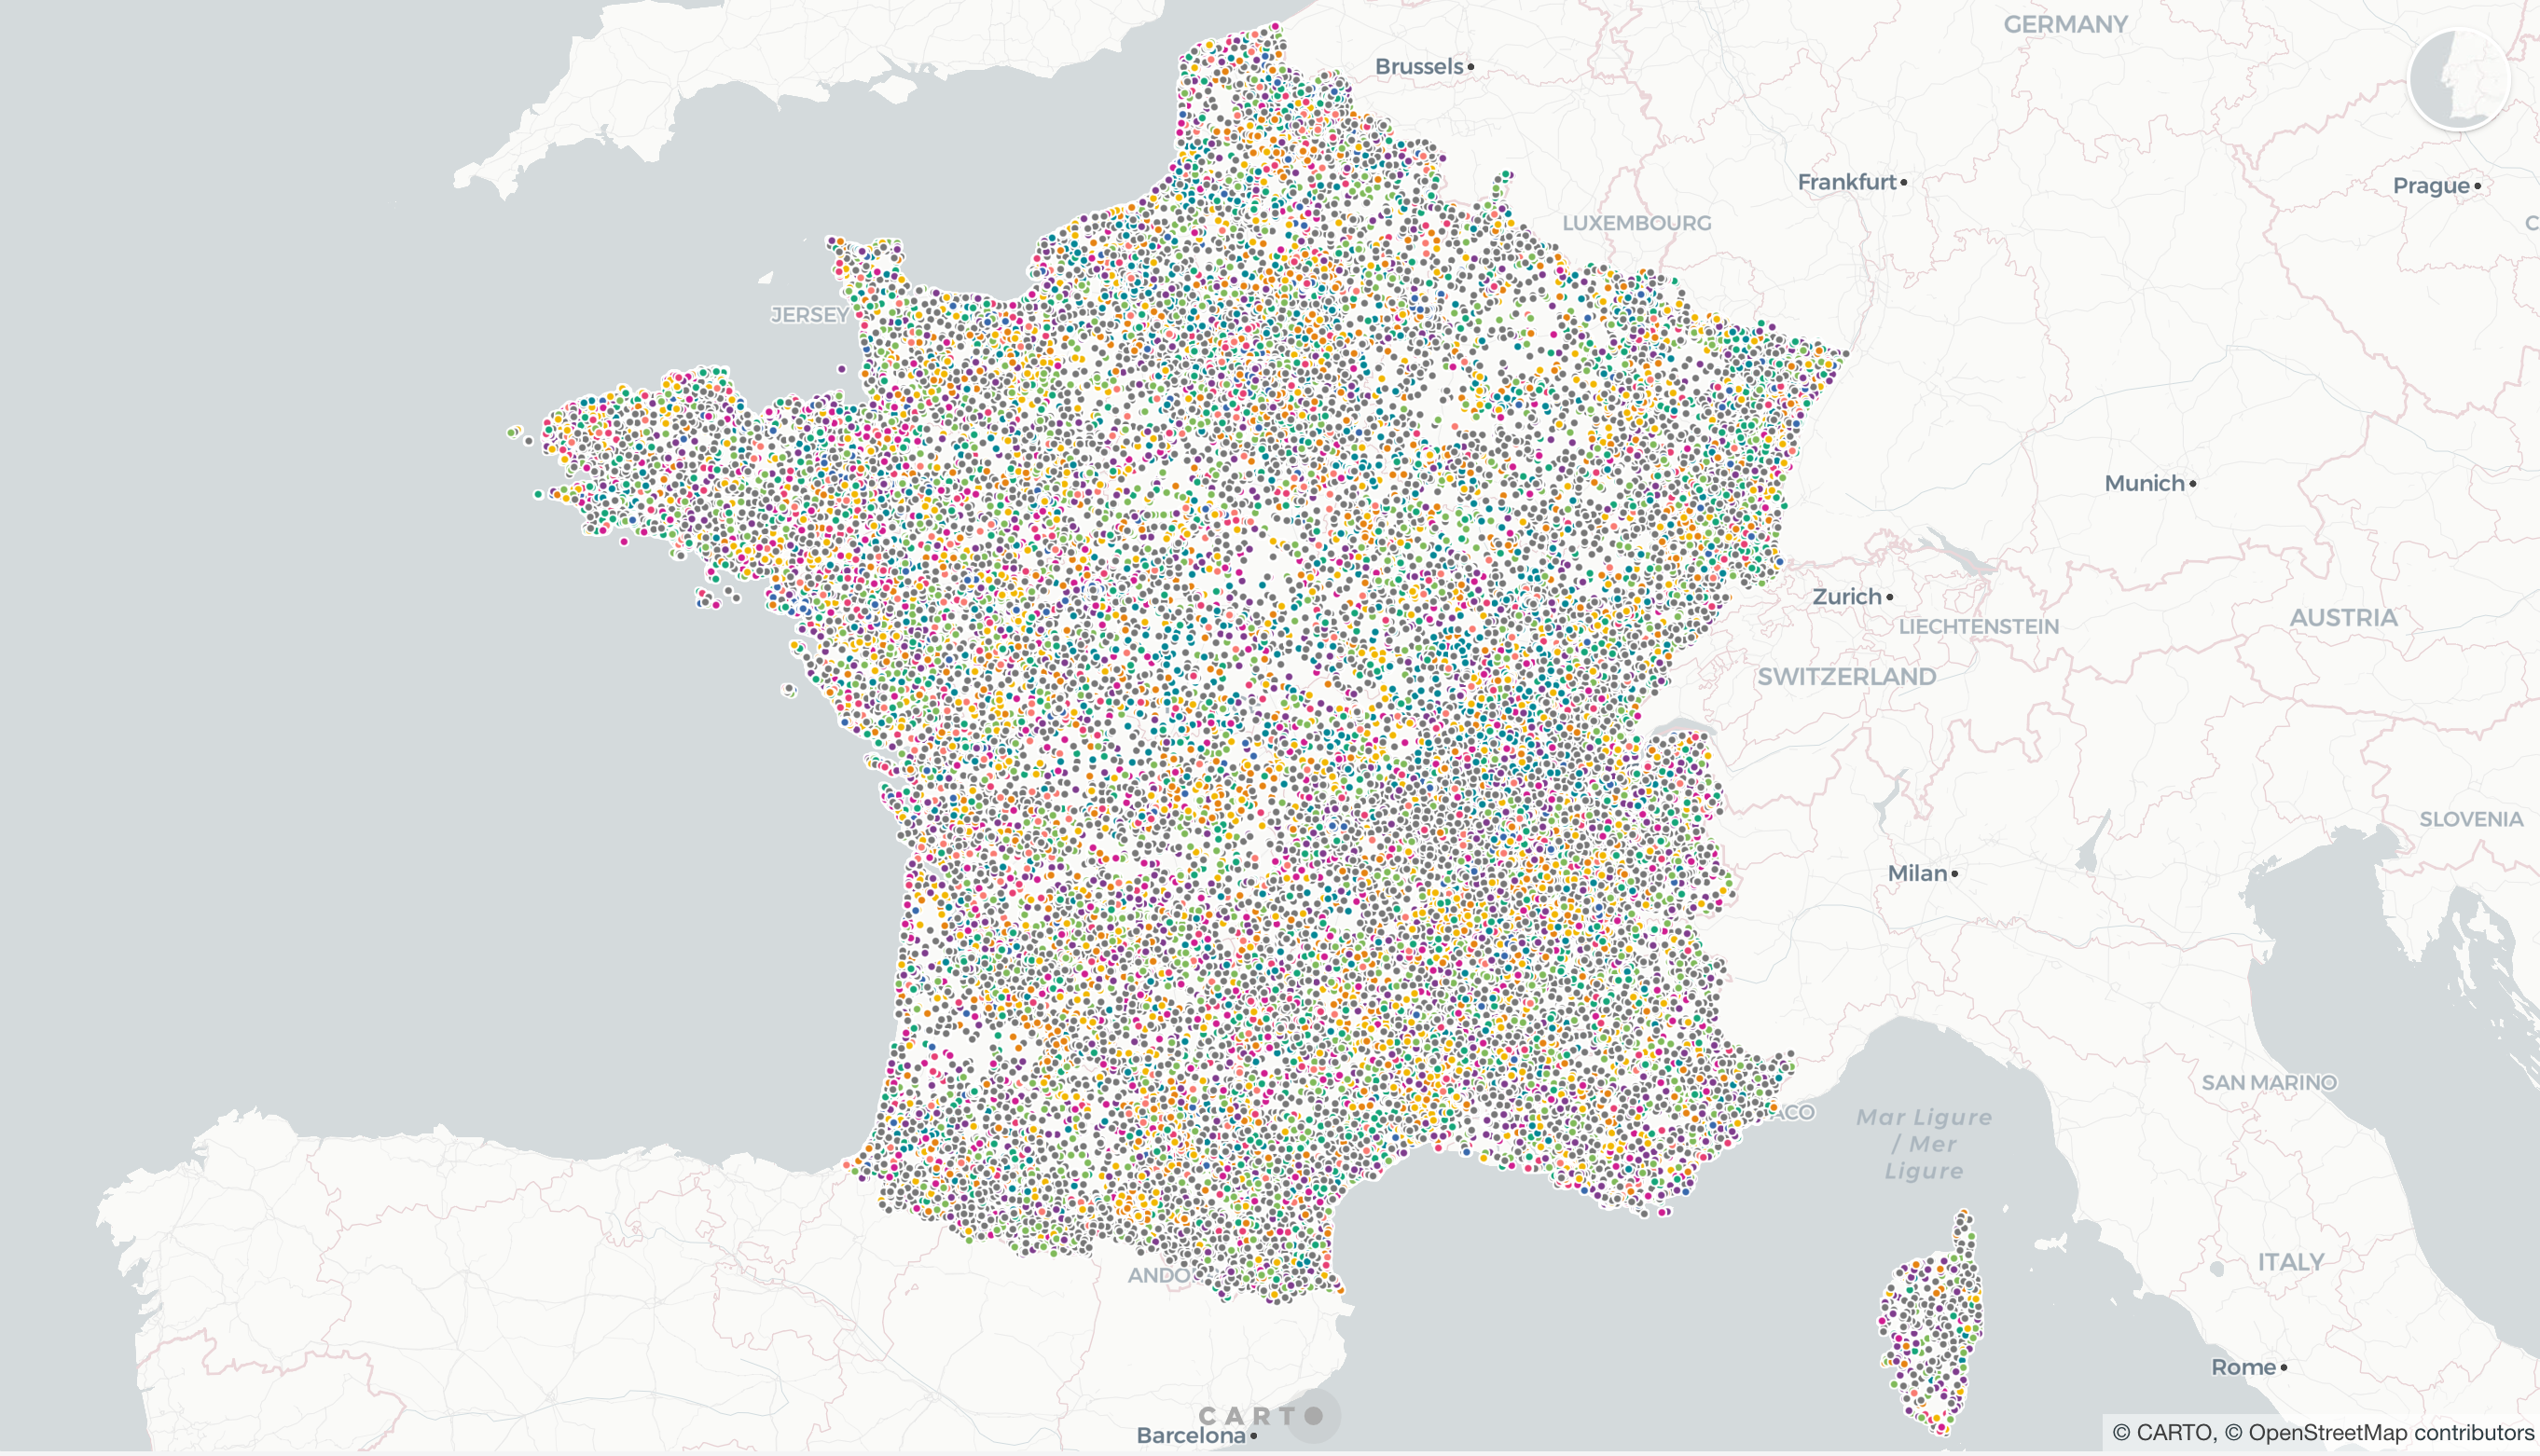 GERMANY
Brussels
Frankfurt
Prague
LUXEMBOURG
JERSEY
Munich
Zurich
LIECHTENSTEIN
AUSTRIA
SWITZERLAND
SLOVENIA
Milan
SAN MARINO
ACO
Mar Ligure
/ Mer
Ligure
ITALY
ANDO
Rome
CARTO
Barcelona
© CARTO, © OpenStreetMap contributors